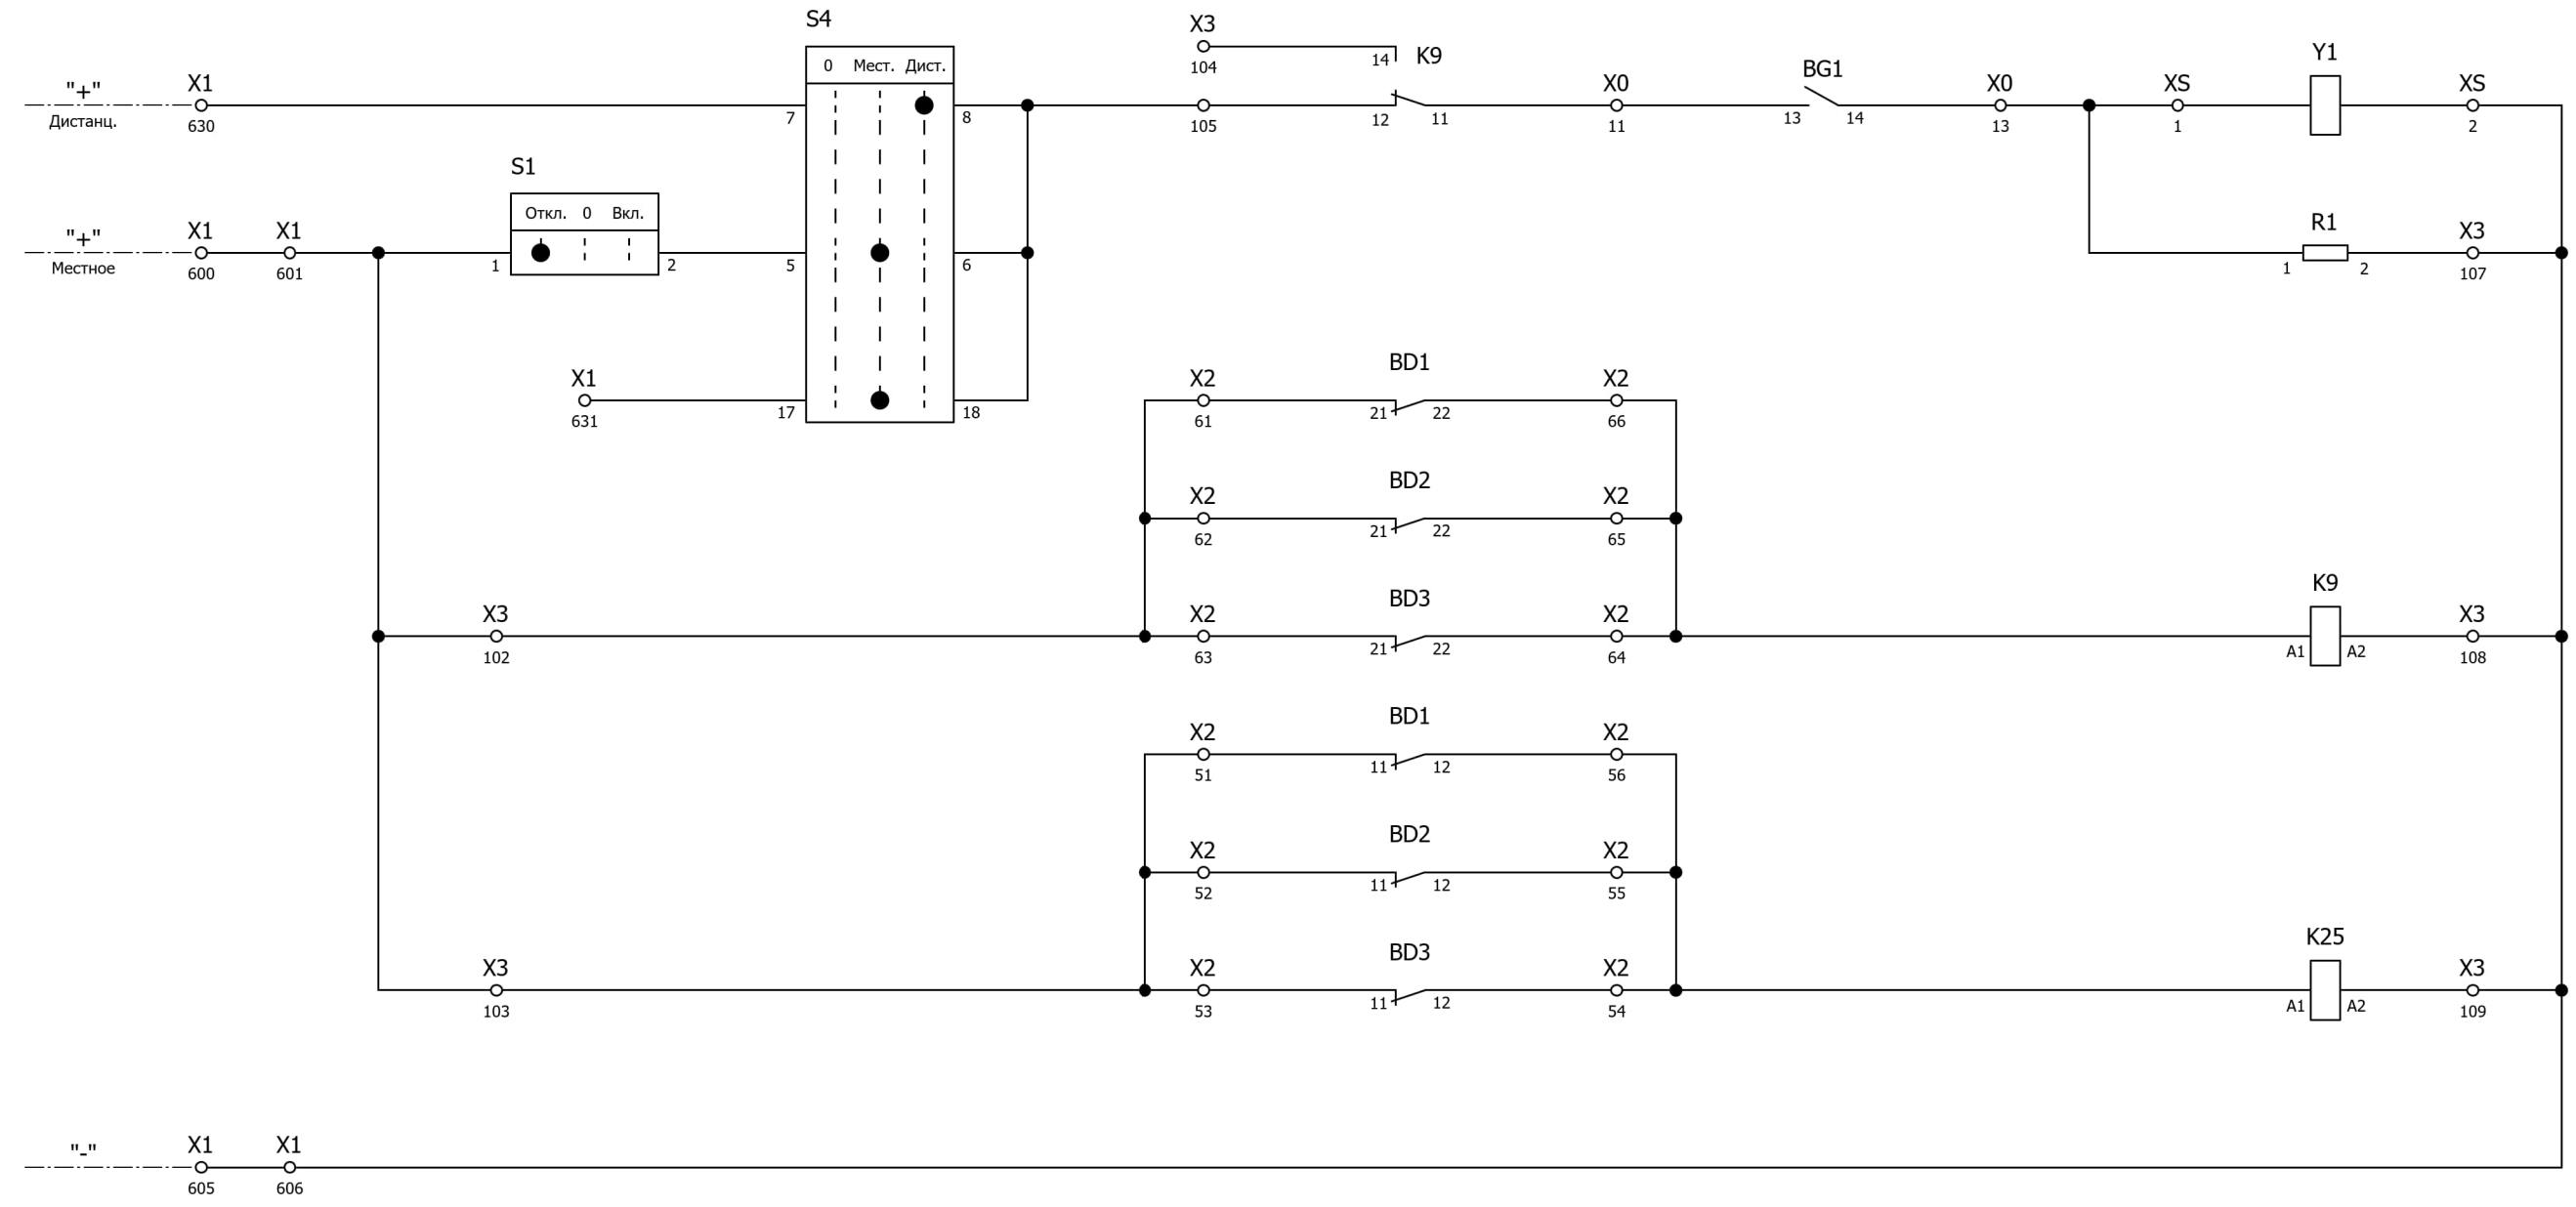 S4
X3
0 Мест. Дист.
14 K9
Y1
104
"+" X1
BG1
X0 X0 XS XS
Дистанц. 630
7 8
105 12 11 11 13 14 13 1 2
S1
Откл. 0 Вкл.
R1
"+" X1 X1
X3
Местное 600 601
1 2 5 6
1 2 107
BD1
X1
X2 X2
631 17 18
61 21 22 66
BD2
X2 X2
62 21 22 65
K9
BD3
X3 X2 X2 X3
102 63 21 22 64 A1 A2 108
BD1
X2 X2
51 11 12 56
BD2
X2 X2
52 11 12 55
K25
BD3
X3 X2 X2 X3
103 53 11 12 54 A1 A2 109
"-" X1 X1
605 606